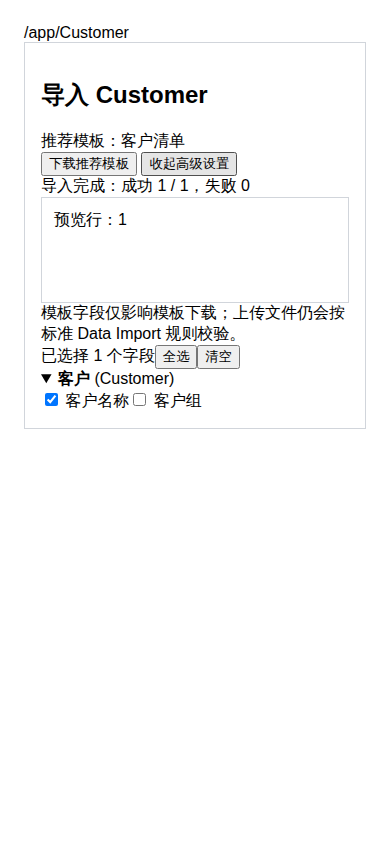 /app/Customer
导入 Customer
推荐模板：客户清单
下载推荐模板 收起高级设置
导入完成：成功 1 / 1，失败 0
预览行：1
模板字段仅影响模板下载；上传文件仍会按
标准 Data Import 规则校验。
已选择 1 个字段 全选 清空
客户 (Customer)
客户名称 客户组